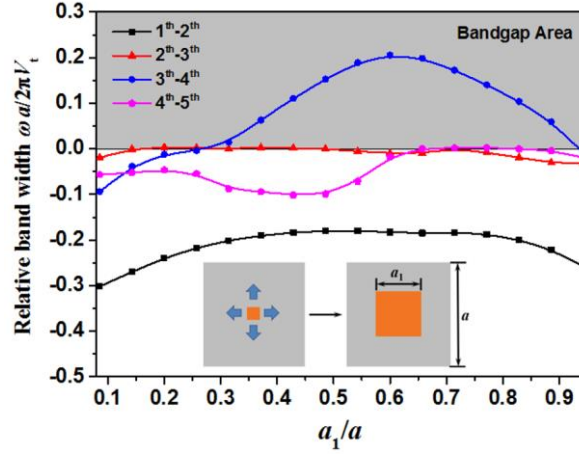 0.3
0.2
0.1
0.0
-0.1
-0.2
-0.3
-0.4
-0.5
Relative band width ω a/2πVt
Bandgap Area
1th-2th
2th-3th
3th-4th
4th-5th
a1
a
0.1 0.2 0.3 0.4 0.5 0.6 0.7 0.8 0.9
a1/a